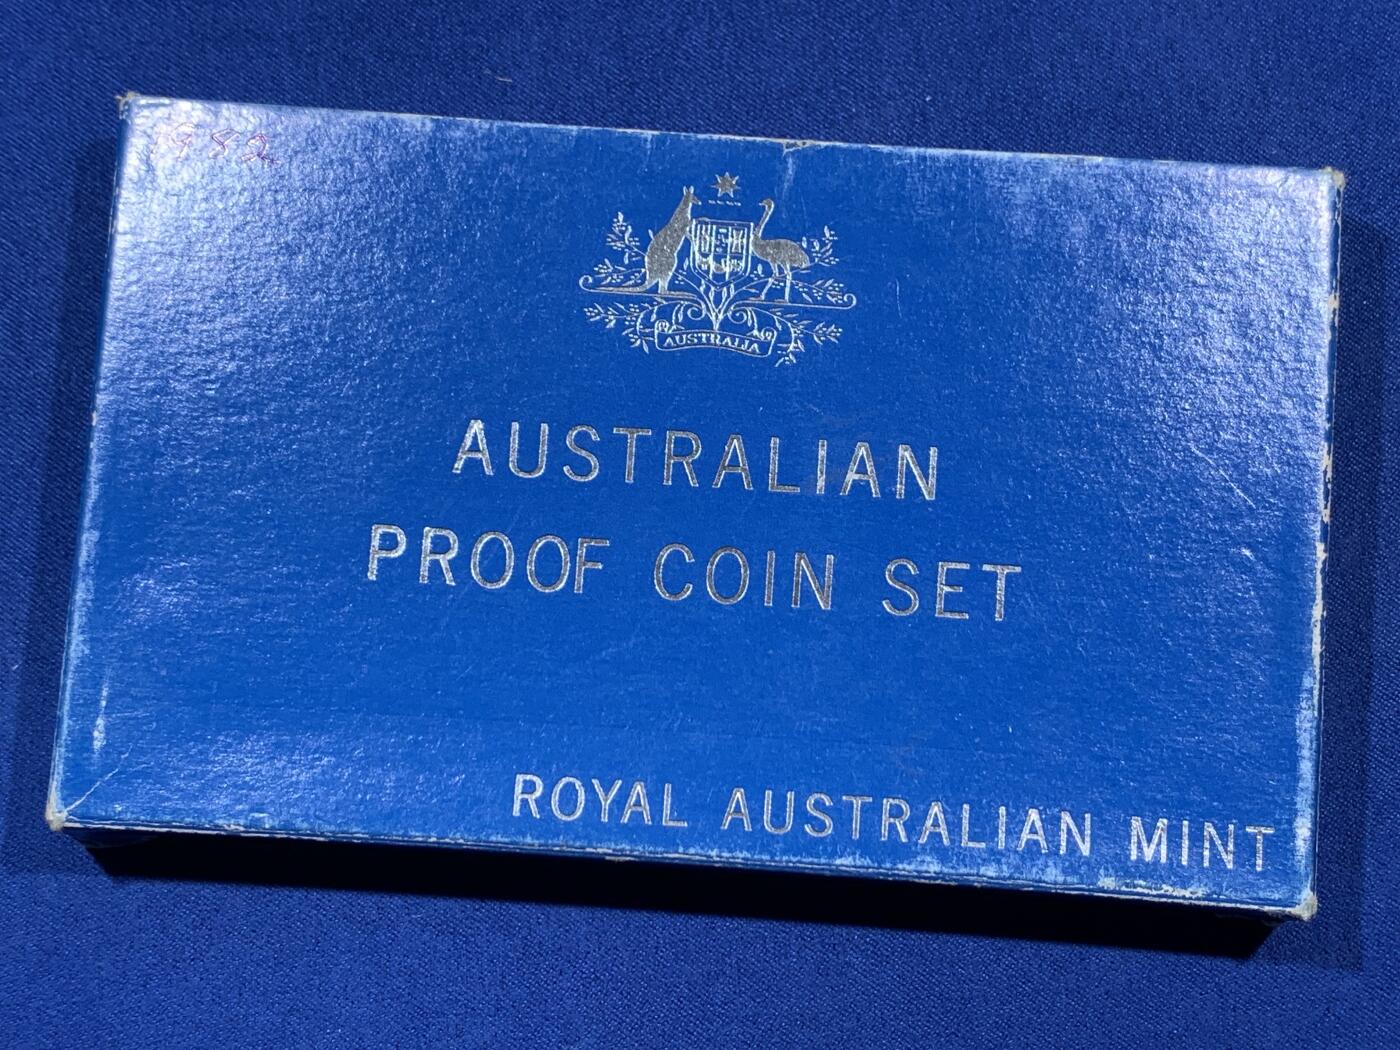 1982
AUSTRALIA
AUSTRALIAN
PROOF COIN SET
ROYAL AUSTRALIAN MINT